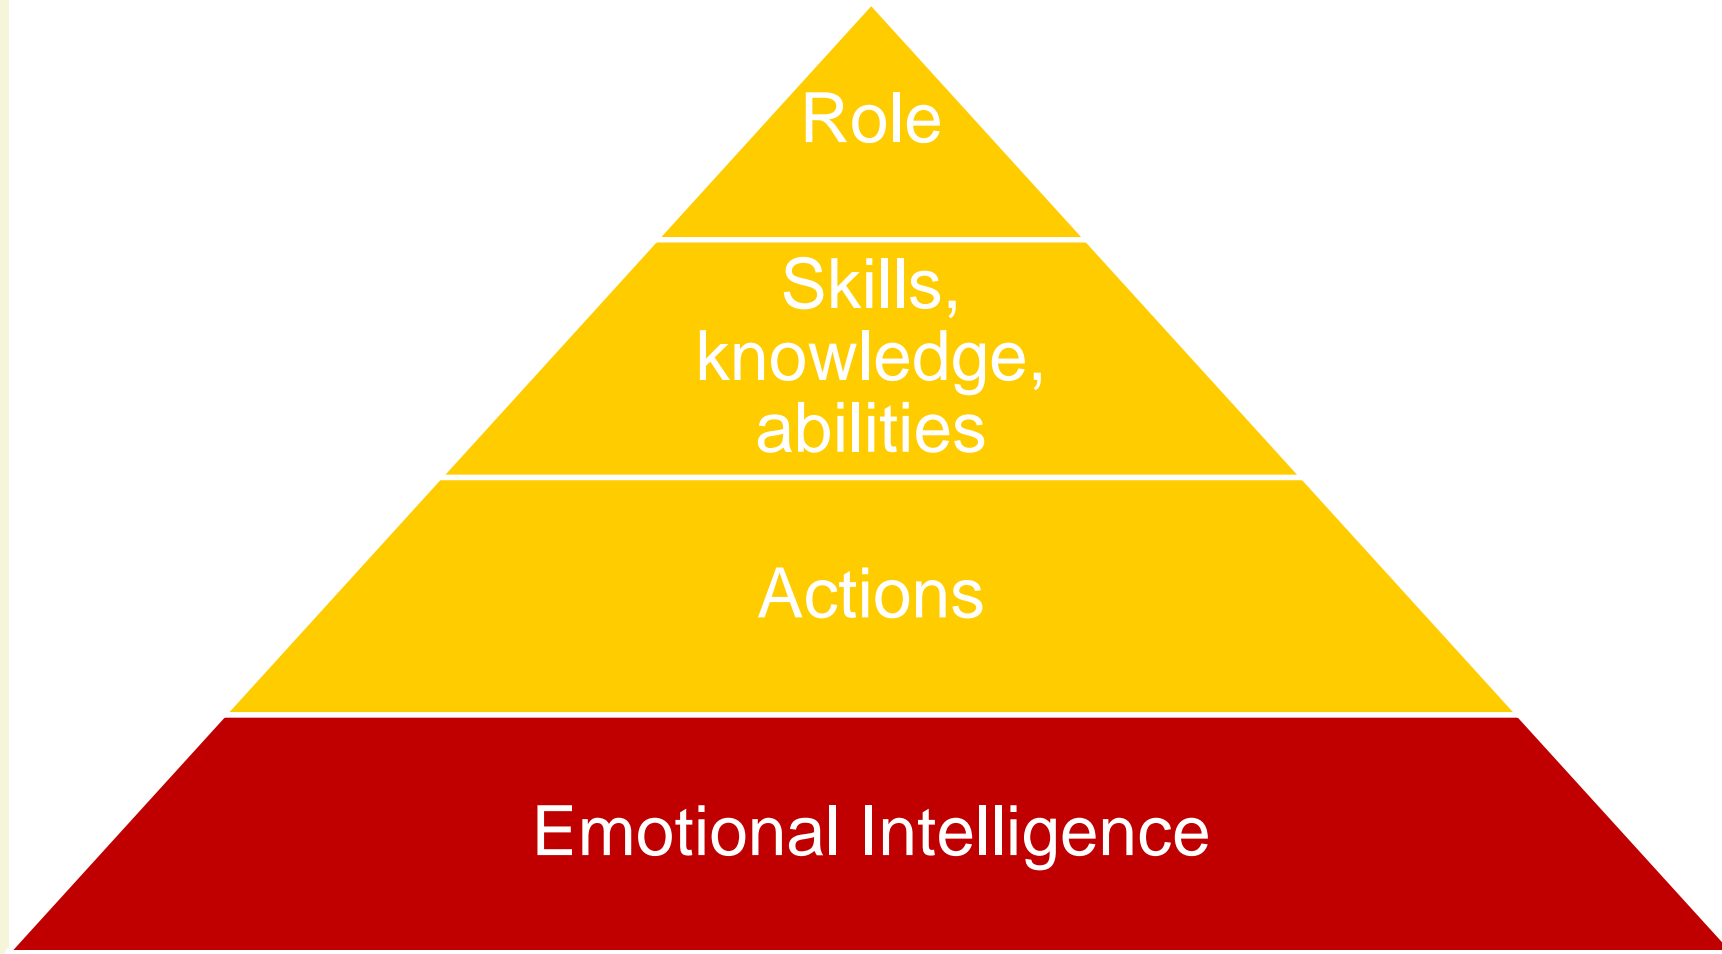 Role
Skills,
knowledge,
abilities
Actions
Emotional Intelligence